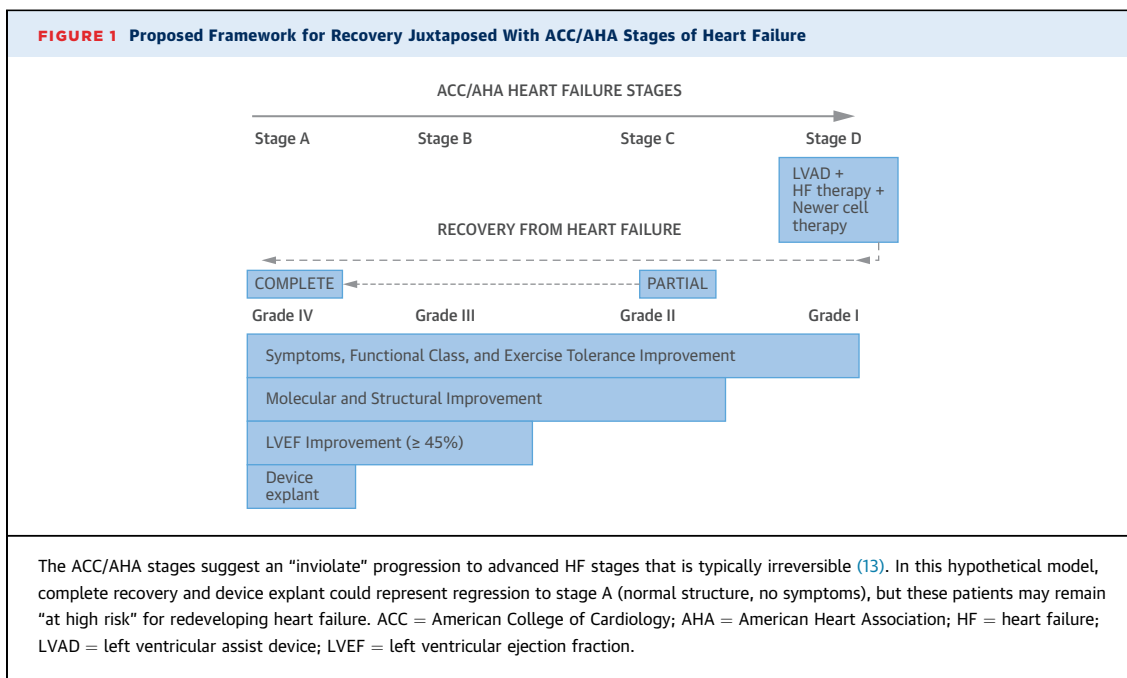 FIGURE 1 Proposed Framework for Recovery Juxtaposed With ACC/AHA Stages of Heart Failure
ACC/AHA HEART FAILURE STAGES
Stage A Stage B Stage C Stage D
LVAD +
HF therapy +
Newer cell
therapy
RECOVERY FROM HEART FAILURE
COMPLETE PARTIAL
Grade IV Grade III Grade II Grade I
Symptoms, Functional Class, and Exercise Tolerance Improvement
Molecular and Structural Improvement
LVEF Improvement (≥ 45%)
Device
explant
The ACC/AHA stages suggest an “inviolate” progression to advanced HF stages that is typically irreversible (13). In this hypothetical model,
complete recovery and device explant could represent regression to stage A (normal structure, no symptoms), but these patients may remain
“at high risk” for redeveloping heart failure. ACC = American College of Cardiology; AHA = American Heart Association; HF = heart failure;
LVAD = left ventricular assist device; LVEF = left ventricular ejection fraction.